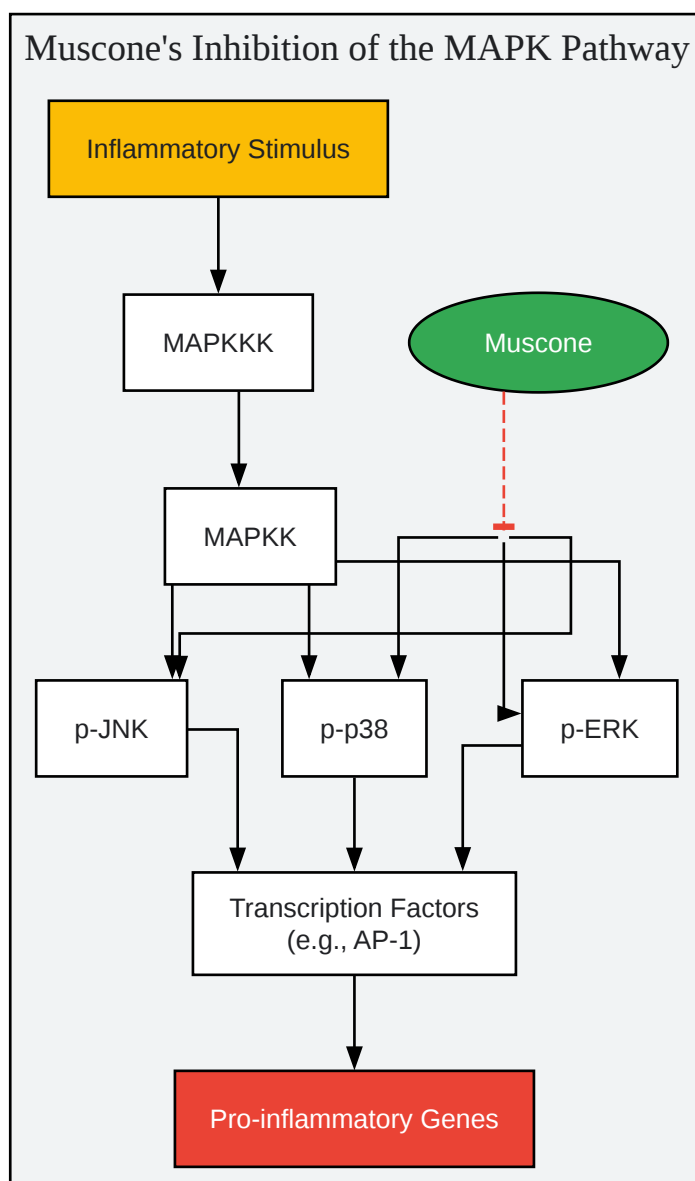 Muscone's Inhibition of the MAPK Pathway
Inflammatory Stimulus
MAPKKK
Muscone
MAPKK
p-JNK
p-p38
p-ERK
Transcription Factors
(e.g., AP-1)
Pro-inflammatory Genes